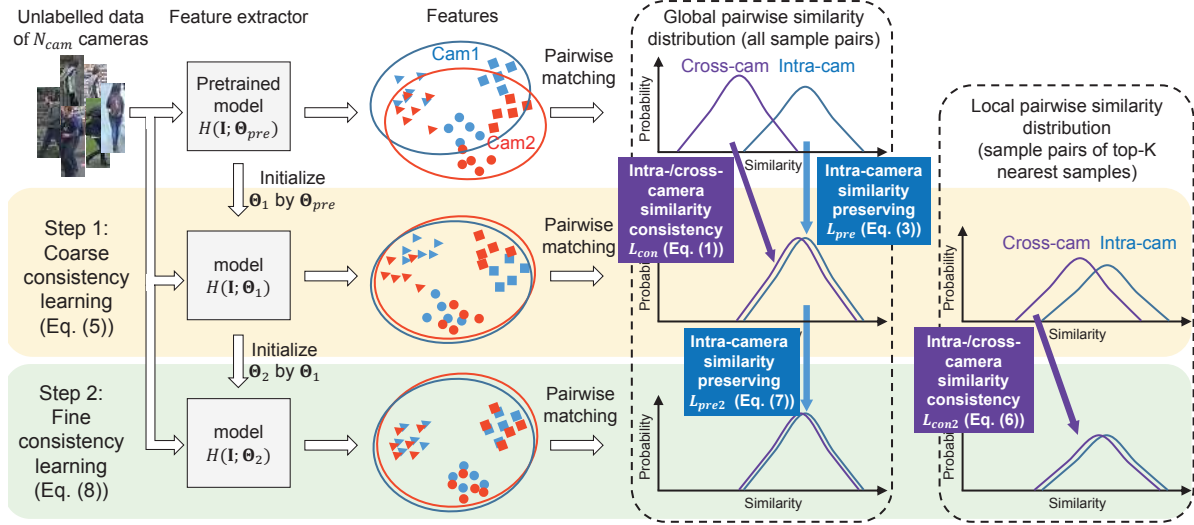 Unlabelled data
of N_cam cameras
Feature extractor
Features
Cam1
Cam2
Pairwise
matching
Global pairwise similarity
distribution (all sample pairs)
Cross-cam
Intra-cam
Probability
Similarity
Pretrained
model
H(I; Θ_pre)
Initialize
Θ_1 by Θ_pre
Intra-/cross-
camera
similarity
consistency
L_con (Eq. (1))
Intra-camera
similarity
preserving
L_pre (Eq. (3))
Local pairwise similarity
distribution
(sample pairs of top-K
nearest samples)
Step 1:
Coarse
consistency
learning
(Eq. (5))
model
H(I; Θ_1)
Pairwise
matching
Probability
Similarity
Cross-cam
Intra-cam
Probability
Similarity
Initialize
Θ_2 by Θ_1
Intra-camera
similarity
preserving
L_pre2 (Eq. (7))
Intra-/cross-
camera
similarity
consistency
L_con2 (Eq. (6))
Step 2:
Fine
consistency
learning
(Eq. (8))
model
H(I; Θ_2)
Pairwise
matching
Probability
Similarity
Probability
Similarity